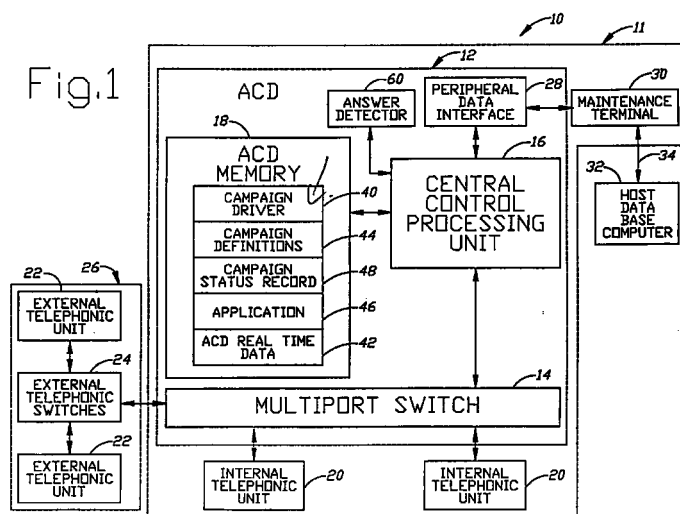 10
11
Fig.1
12
ACD
60
ANSWER
DETECTOR
PERIPHERAL
DATA
INTERFACE
28
30
MAINTENANCE
TERMINAL
18
ACD
MEMORY
16
34
CAMPAIGN
DRIVER
40
CENTRAL
CONTROL
PROCESSING
UNIT
32
HOST
DATA
BASE
COMPUTER
CAMPAIGN
DEFINITIONS
44
CAMPAIGN
STATUS RECORD
48
APPLICATION
46
ACD REAL TIME
DATA
42
22
26
EXTERNAL
TELEPHONIC
UNIT
24
EXTERNAL
TELEPHONIC
SWITCHES
14
MULTIPORT SWITCH
22
EXTERNAL
TELEPHONIC
UNIT
INTERNAL
TELEPHONIC
UNIT
20
INTERNAL
TELEPHONIC
UNIT
20